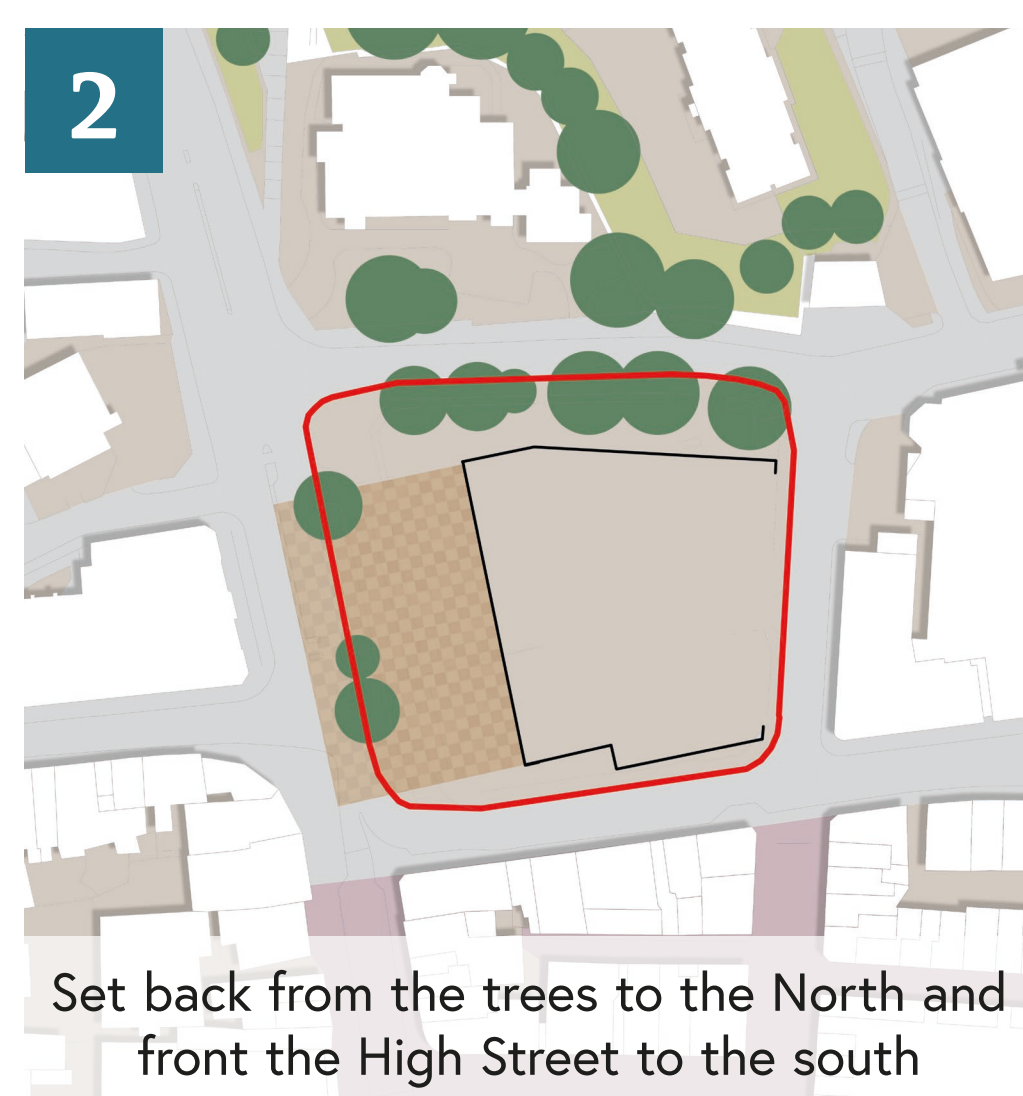 2
Set back from the trees to the North and
front the High Street to the south